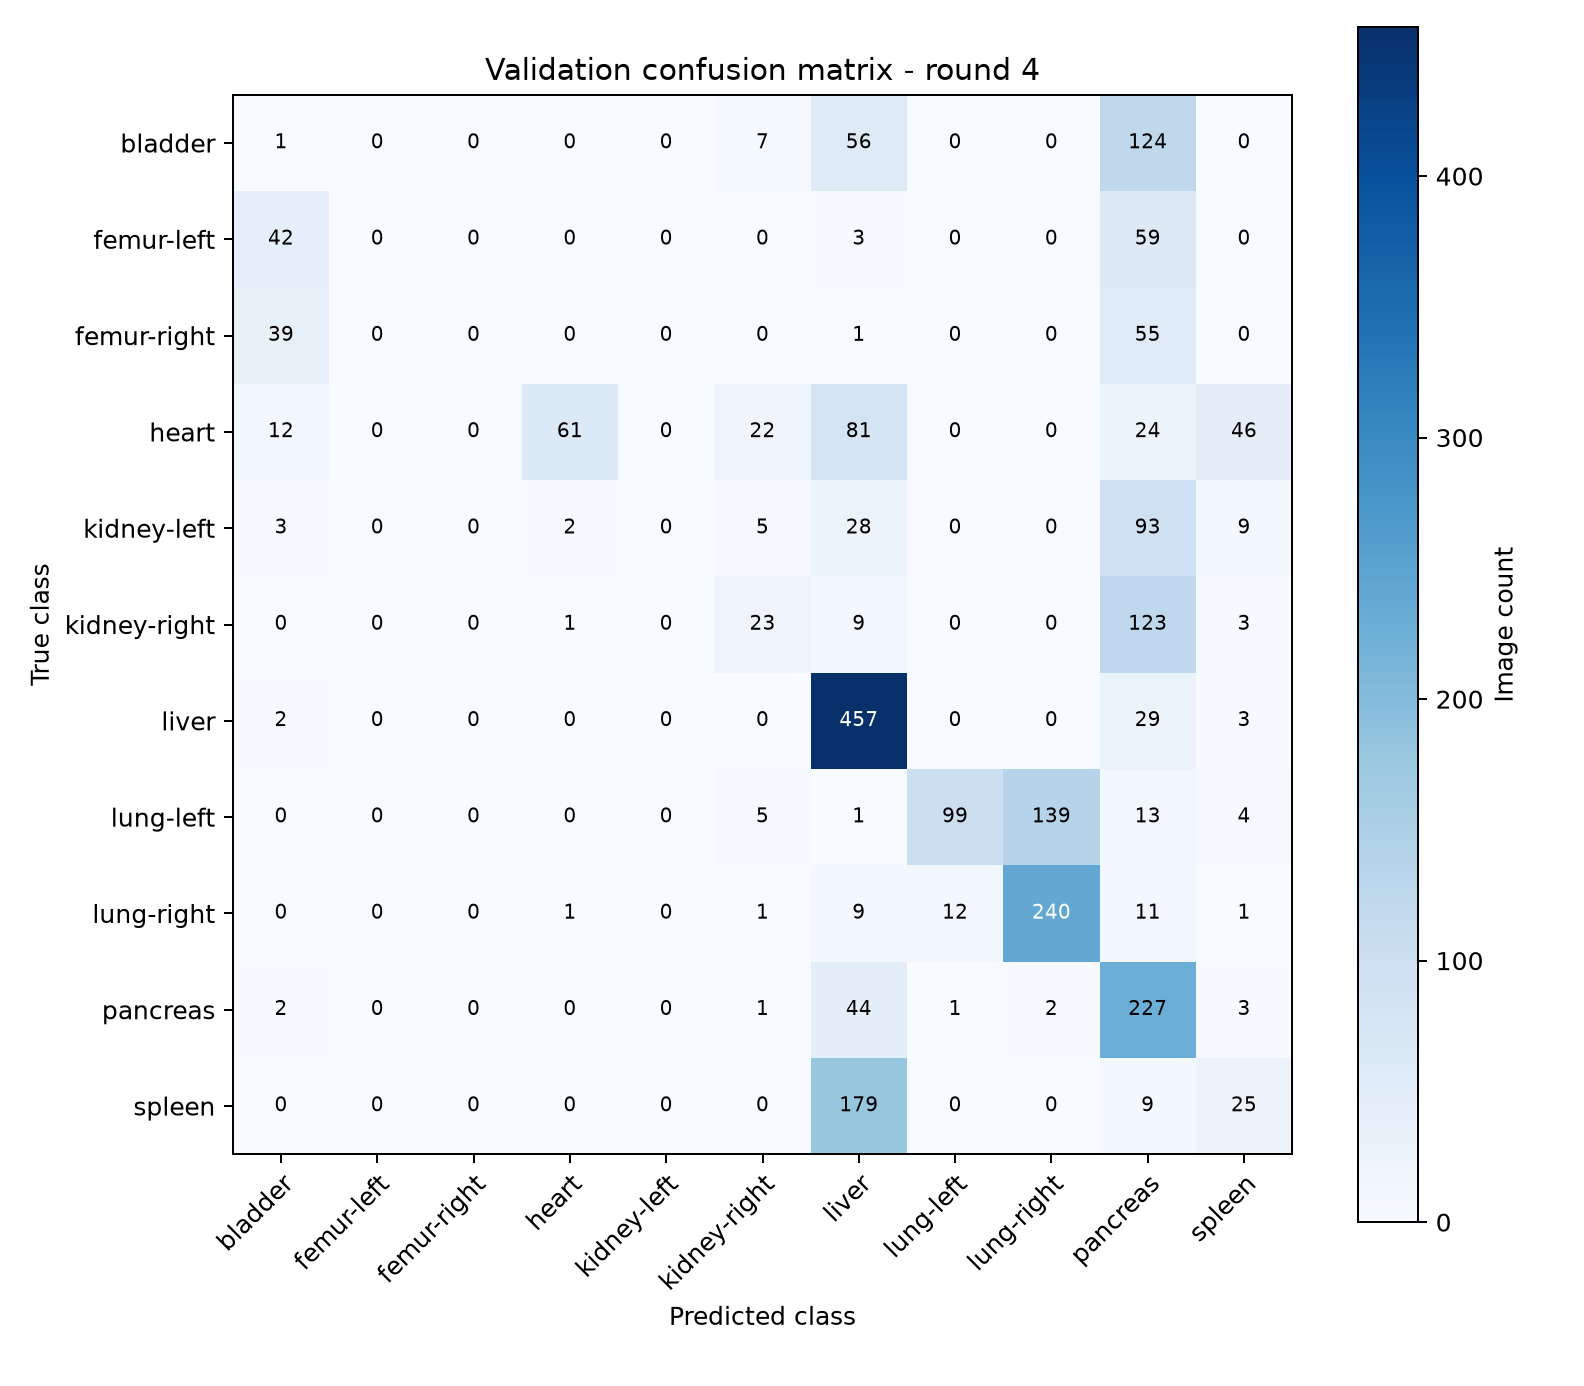 Validation confusion matrix - round 4
bladder 1 0 0 0 0 7 56 0 0 124 0
femur-left 42 0 0 0 0 0 3 0 0 59 0
femur-right 39 0 0 0 0 0 1 0 0 55 0
heart 12 0 0 61 0 22 81 0 0 24 46
kidney-left 3 0 0 2 0 5 28 0 0 93 9
kidney-right 0 0 0 1 0 23 9 0 0 123 3
liver 2 0 0 0 0 0 457 0 0 29 3
lung-left 0 0 0 0 0 5 1 99 139 13 4
lung-right 0 0 0 1 0 1 9 12 240 11 1
pancreas 2 0 0 0 0 1 44 1 2 227 3
spleen 0 0 0 0 0 0 179 0 0 9 25
bladder femur-left femur-right heart kidney-left kidney-right liver lung-left lung-right pancreas spleen
Predicted class
True class
400
300
200
100
0
Image count